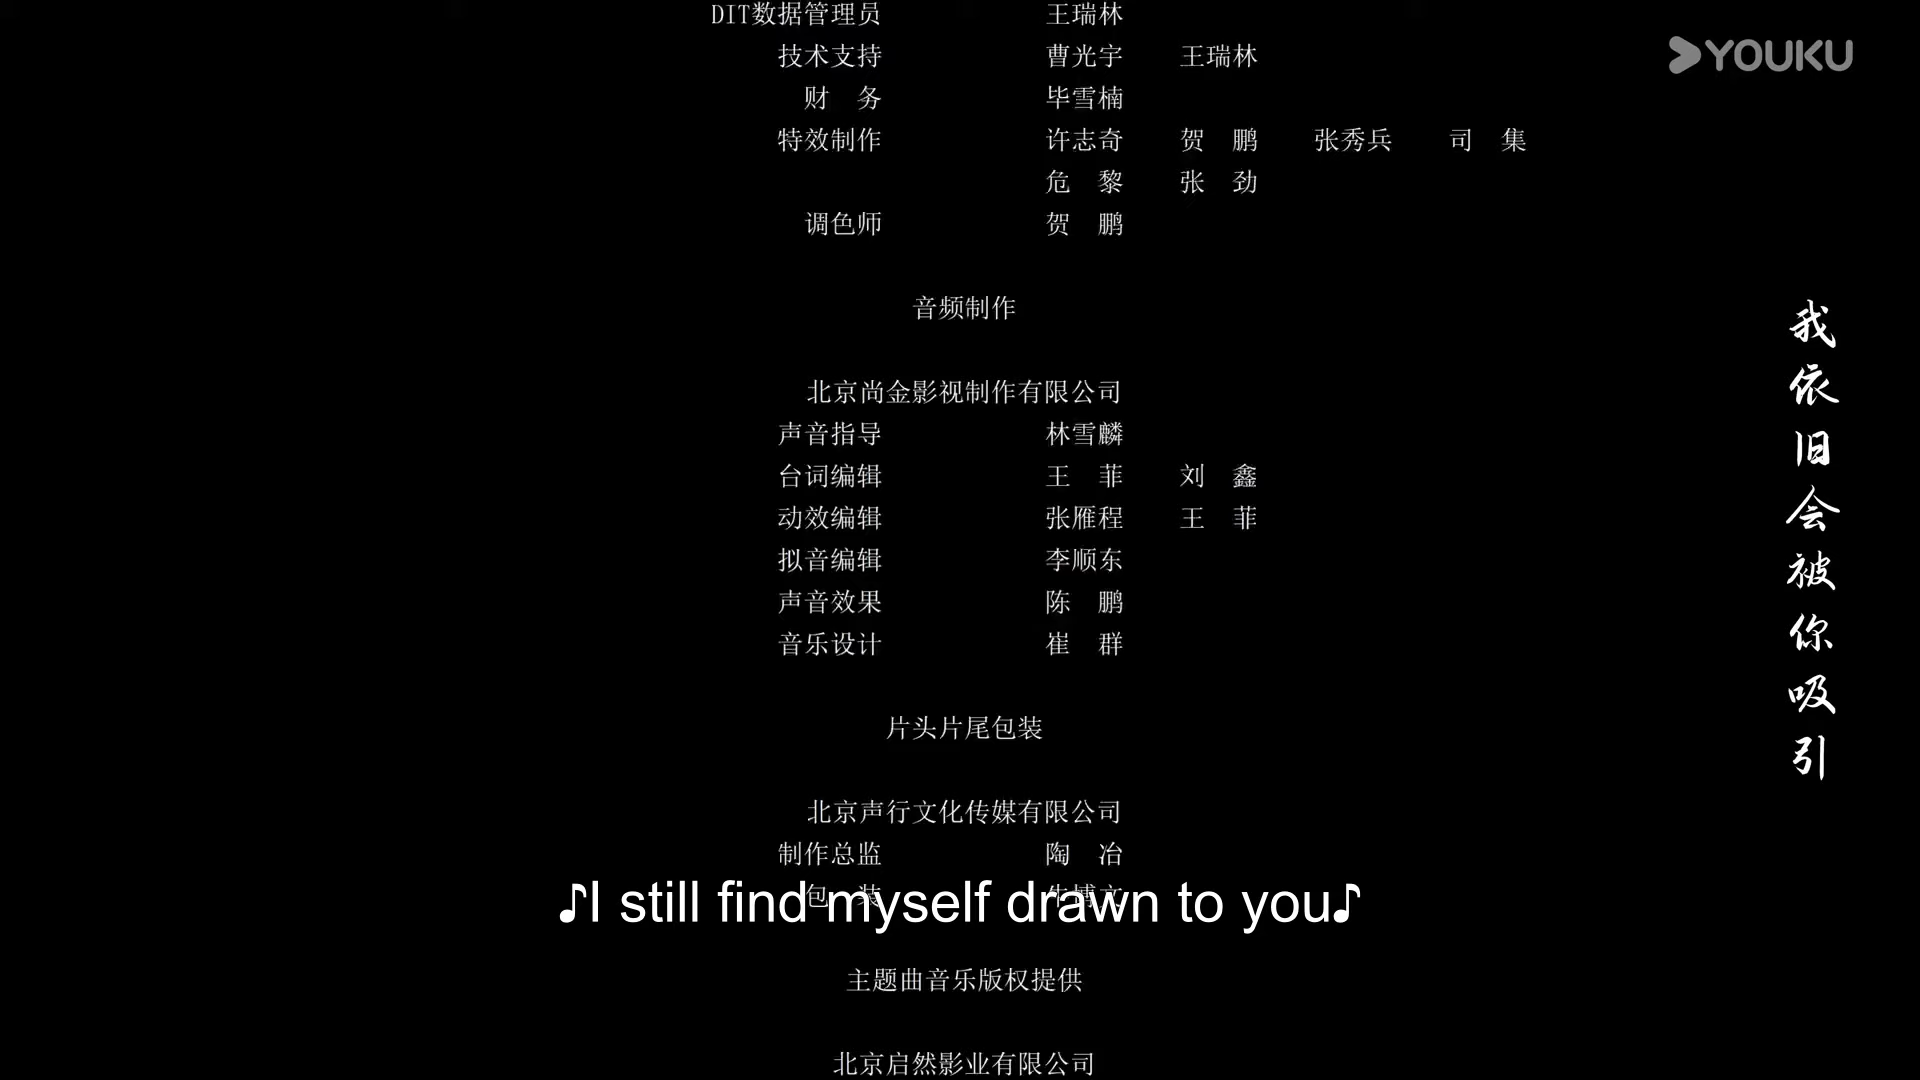 DIT数据管理员 王瑞林
技术支持 曹光宇 王瑞林
YOUKU
财 务 毕雪楠
特效制作 许志奇 贺 鹏 张秀兵 司 集
危 黎 张 劲
调色师 贺 鹏
音频制作
北京尚金影视制作有限公司
声音指导 林雪麟
台词编辑 王 菲 刘 鑫
动效编辑 张雁程 王 菲
拟音编辑 李顺东
声音效果 陈 鹏
音乐设计 崔 群
片头片尾包装
北京声行文化传媒有限公司
制作总监 陶 冶
包 装 博文
♪I still find myself drawn to you♪
主题曲音乐版权提供
北京启然影业有限公司
我依旧会被你吸引